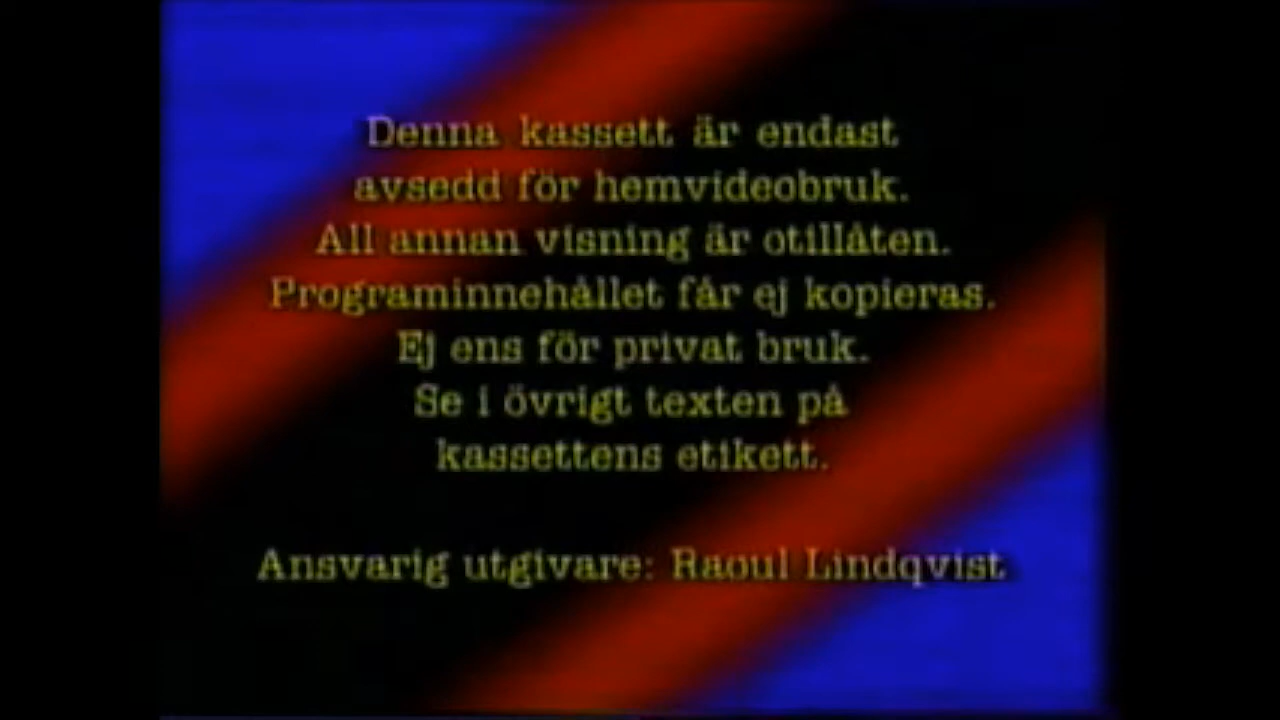 Denna kassett är endast
avsedd för hemvideobruk.
All annan visning är otillåten.
Programinnehållet får ej kopieras.
Ej ens för privat bruk.
Se i övrigt texten på
kassettens etikett.
Ansvarig utgivare: Raoul Lindqvist